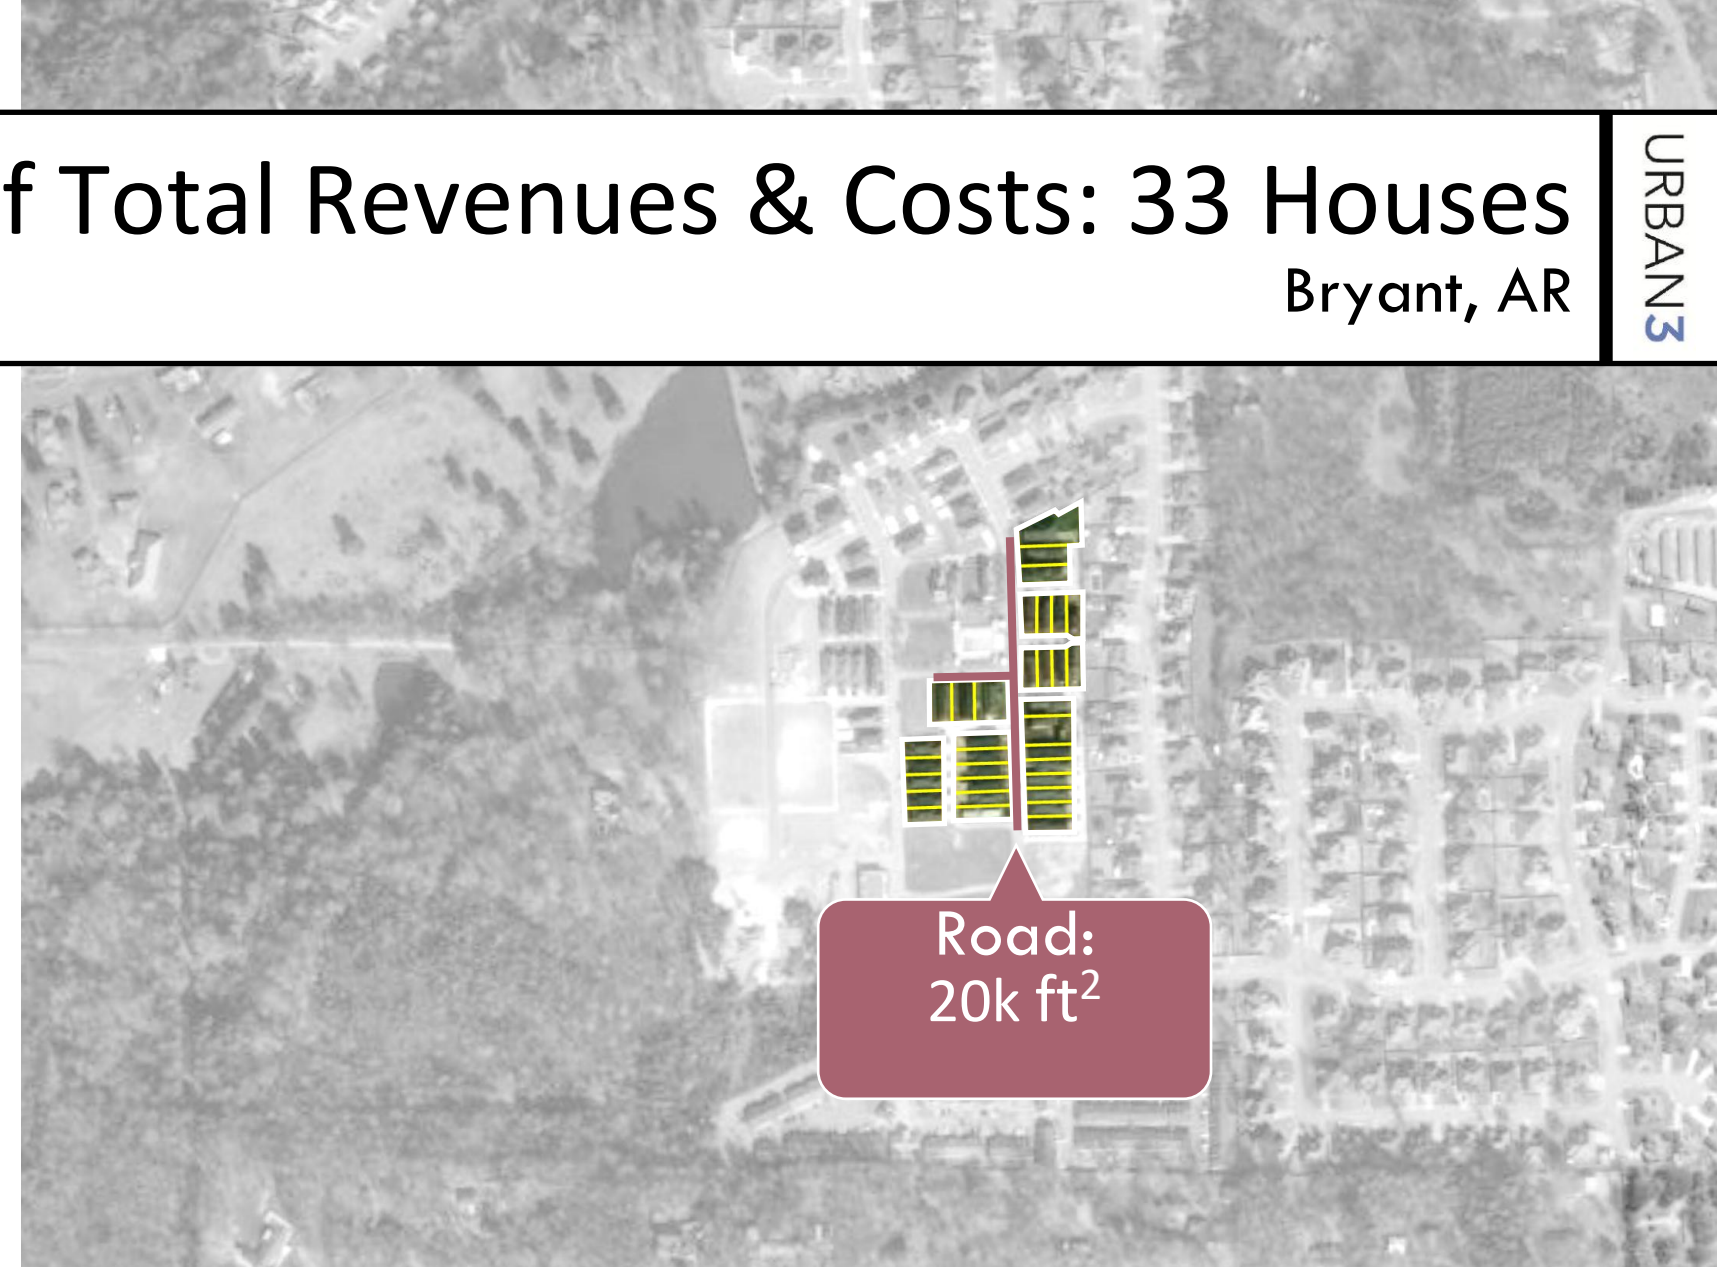 f Total Revenues & Costs: 33 Houses
Bryant, AR
URBAN3
Road:
20k ft²